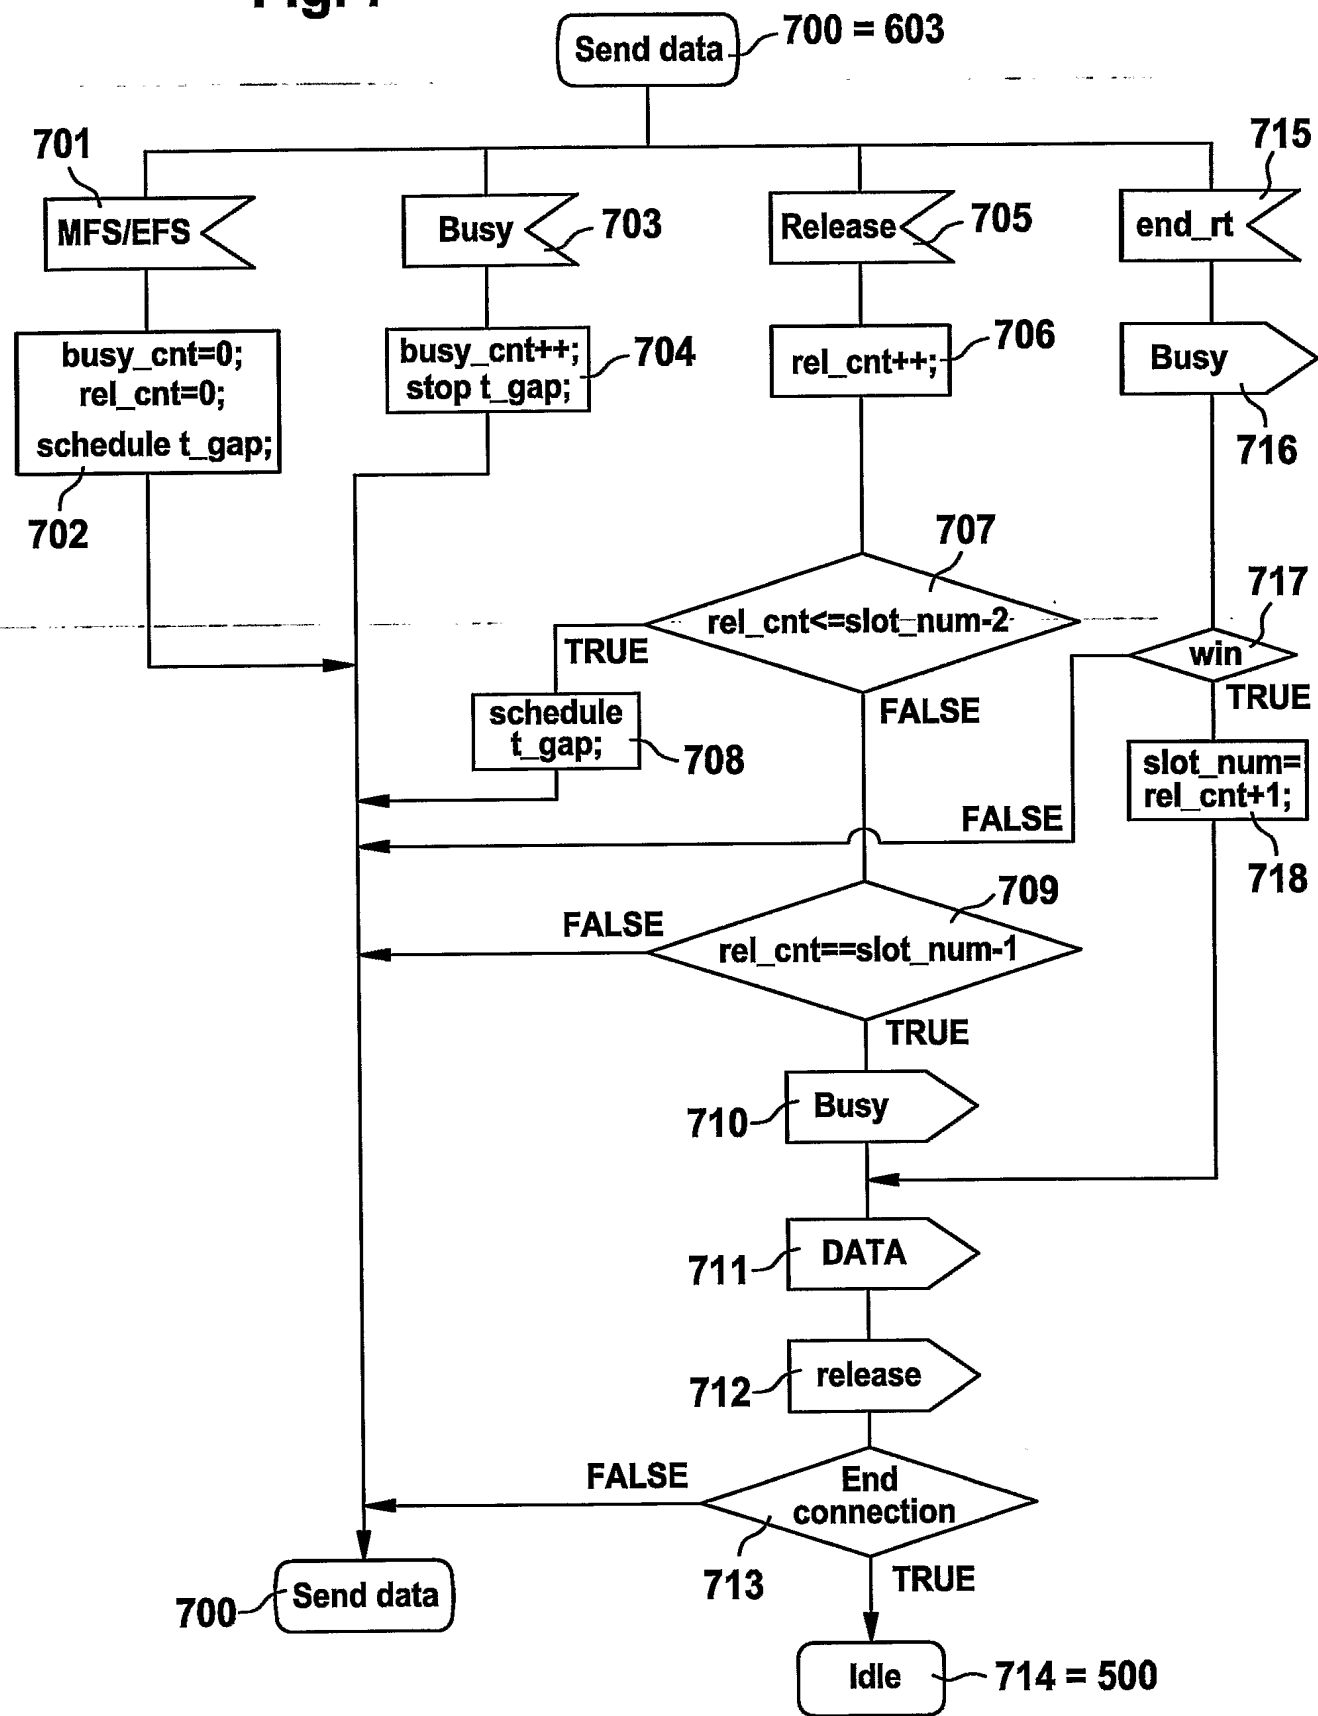 Send data
700 = 603
701
715
MFS/EFS
Busy
703
Release
705
end_rt
busy_cnt=0;
rel_cnt=0;
schedule t_gap;
702
busy_cnt++;
stop t_gap;
704
rel_cnt++;
706
Busy
716
707
rel_cnt<=slot_num-2
TRUE
FALSE
717
win
TRUE
schedule
t_gap;
708
slot_num=
rel_cnt+1;
718
FALSE
709
FALSE
rel_cnt==slot_num-1
TRUE
710
Busy
711
DATA
712
release
FALSE
End
connection
713
TRUE
700
Send data
Idle
714 = 500